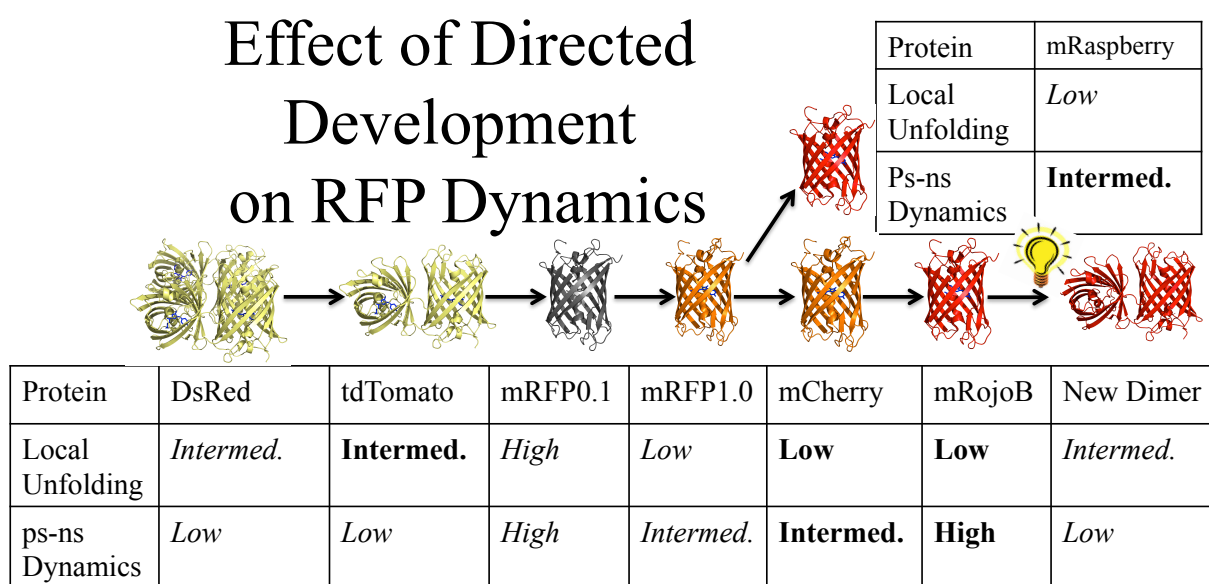 Effect of Directed
Development
on RFP Dynamics
Protein mRaspberry
Local Low
Unfolding
Ps-ns Intermed.
Dynamics
Protein DsRed tdTomato mRFP0.1 mRFP1.0 mCherry mRojoB New Dimer
Local Intermed. Intermed. High Low Low Low Intermed.
Unfolding
ps-ns Low Low High Intermed. Intermed. High Low
Dynamics